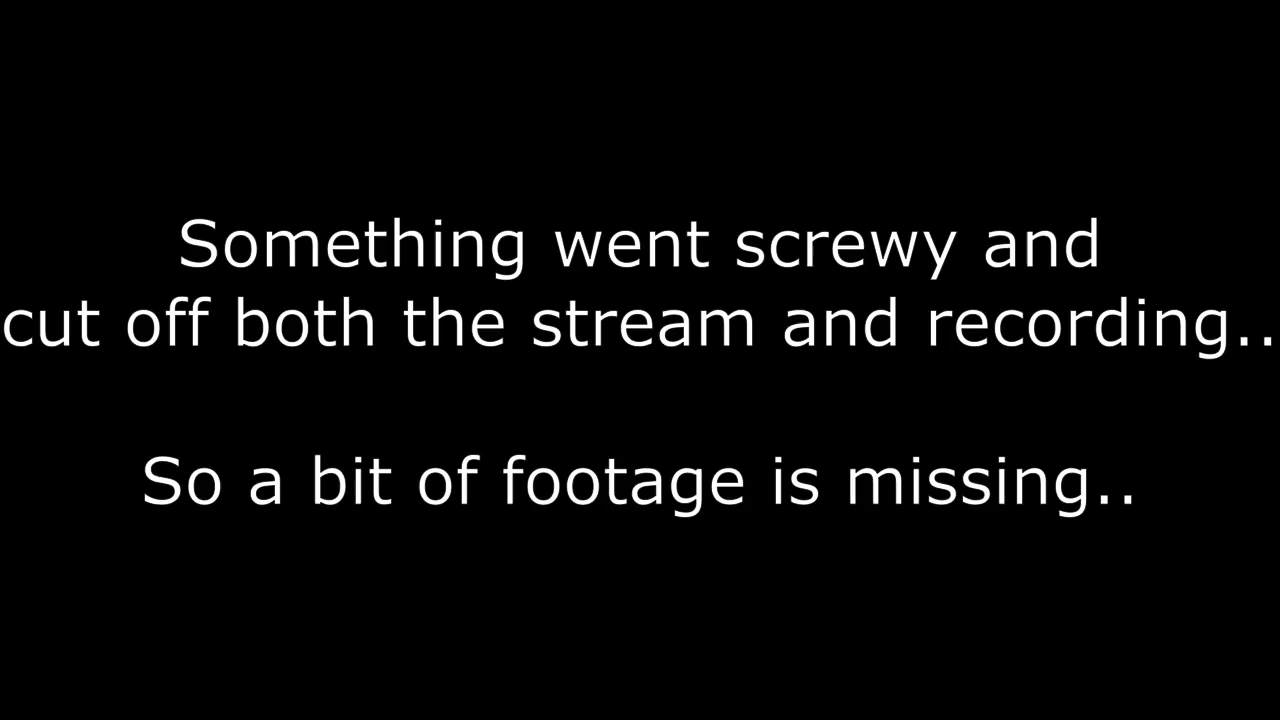 Something went screwy and
cut off both the stream and recording..
So a bit of footage is missing..